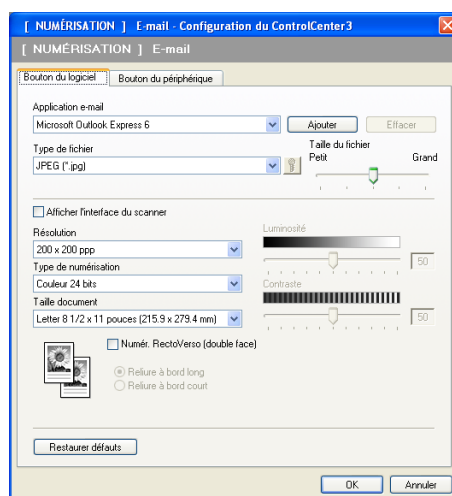 [ NUMÉRISATION ] E-mail - Configuration du ControlCenter3
[ NUMÉRISATION ] E-mail
Bouton du logiciel Bouton du périphérique
Application e-mail
Microsoft Outlook Express 6 Ajouter Effacer
Type de fichier Taille du fichier
JPEG (*.jpg) Petit Grand
Afficher l'interface du scanner
Résolution Luminosité
200 x 200 ppp 50
Type de numérisation
Couleur 24 bits Contraste
Taille document
Letter 8 1/2 x 11 pouces (215.9 x 279.4 mm) 50
Numér. RectoVerso (double face)
Reliure à bord long
Reliure à bord court
Restaurer défauts
OK Annuler